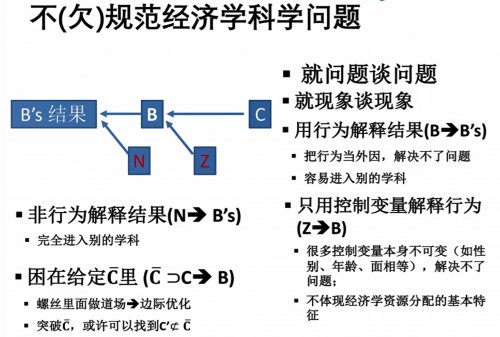 不(欠)规范经济学科学问题
B's 结果
B
C
N
Z
▪ 非行为解释结果(N➔ B's)
▪ 完全进入别的学科
▪ 困在给定C̄里 (C̄ ⊃C➔ B)
▪ 螺丝里面做道场➔边际优化
▪ 突破C̄，或许可以找到C'⊄ C̄
▪ 就问题谈问题
▪ 就现象谈现象
▪ 用行为解释结果(B➔B's)
▪ 把行为当外因，解决不了问题
▪ 容易进入别的学科
▪ 只用控制变量解释行为
(Z➔B)
▪ 很多控制变量本身不可变（如性
别、年龄、面相等），解决不了
问题；
▪ 不体现经济学资源分配的基本特
征